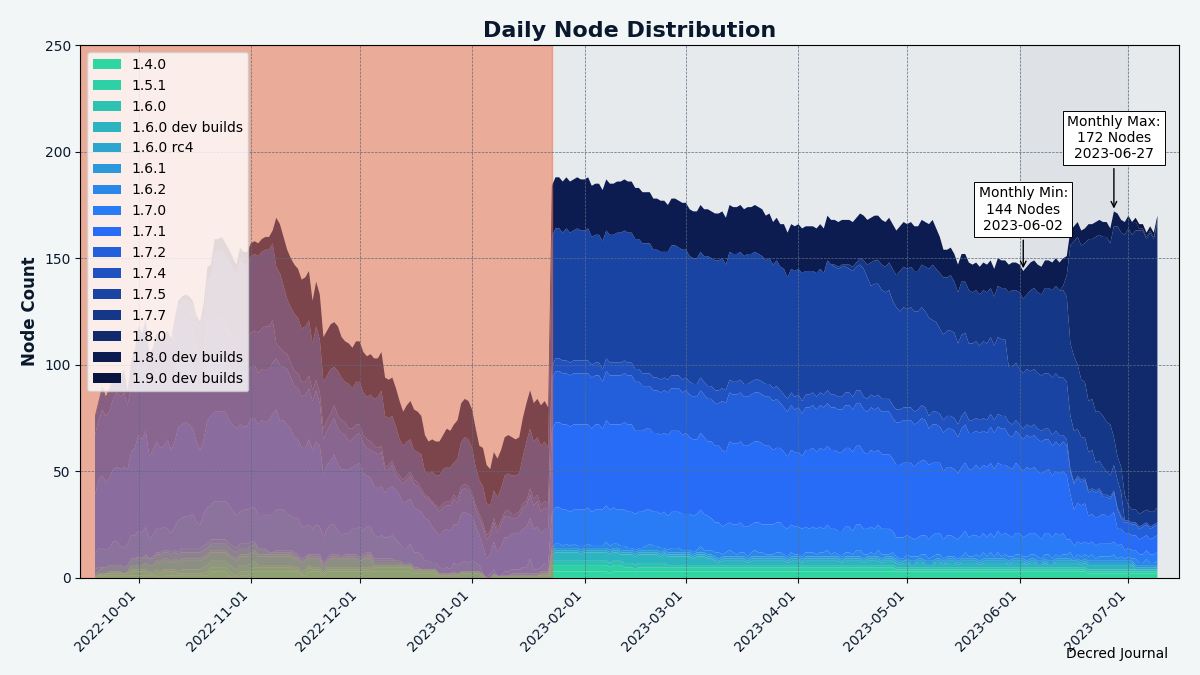 Daily Node Distribution
Node Count
250
200
150
100
50
0
1.4.0
1.5.1
1.6.0
1.6.0 dev builds
1.6.0 rc4
1.6.1
1.6.2
1.7.0
1.7.1
1.7.2
1.7.4
1.7.5
1.7.7
1.8.0
1.8.0 dev builds
1.9.0 dev builds
Monthly Max:
172 Nodes
2023-06-27
Monthly Min:
144 Nodes
2023-06-02
2022-10-01
2022-11-01
2022-12-01
2023-01-01
2023-02-01
2023-03-01
2023-04-01
2023-05-01
2023-06-01
2023-07-01
Decred Journal